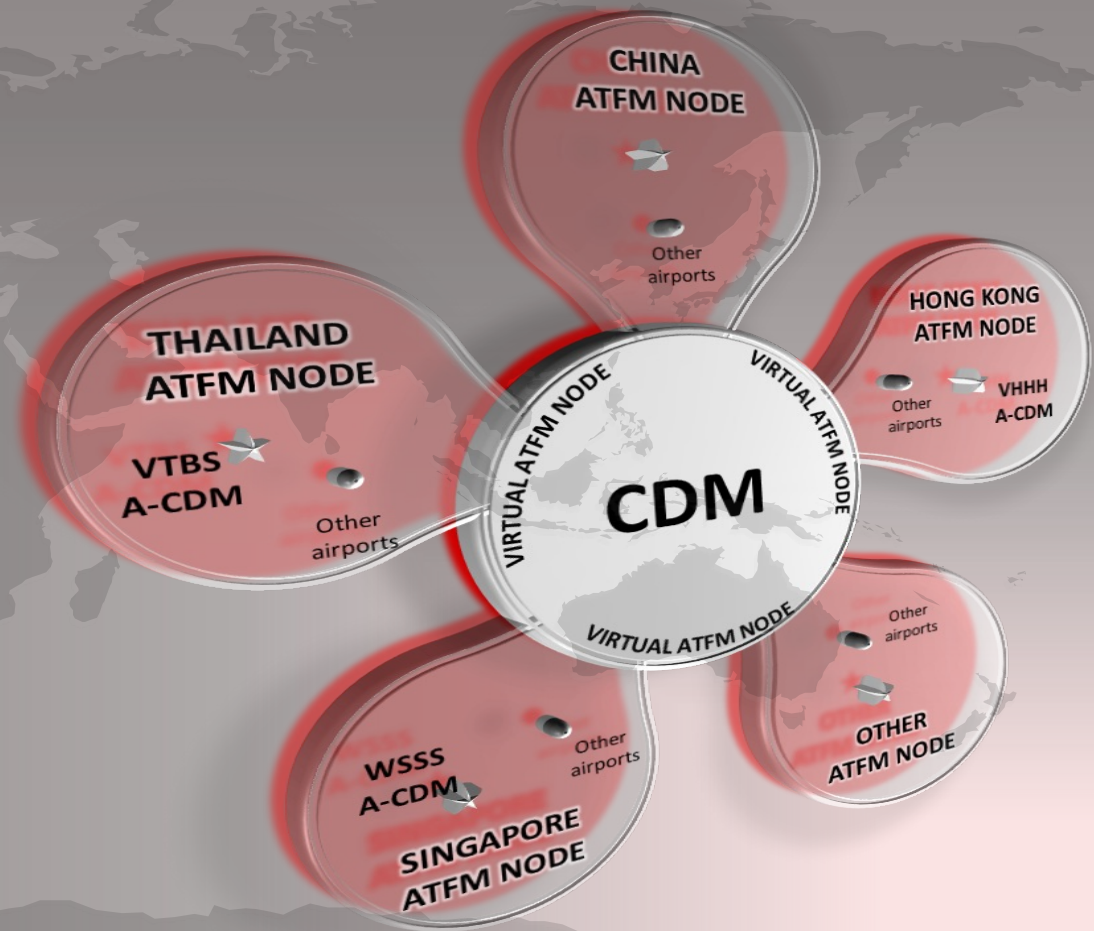 CHINA
ATFM NODE
Other
airports
HONG KONG
ATFM NODE
Other
airports
VHHH
A-CDM
THAILAND
ATFM NODE
VTBS
A-CDM
Other
airports
VIRTUAL ATFM NODE
VIRTUAL ATFM NODE
CDM
VIRTUAL ATFM NODE
Other
airports
OTHER
ATFM NODE
WSSS
A-CDM
Other
airports
SINGAPORE
ATFM NODE